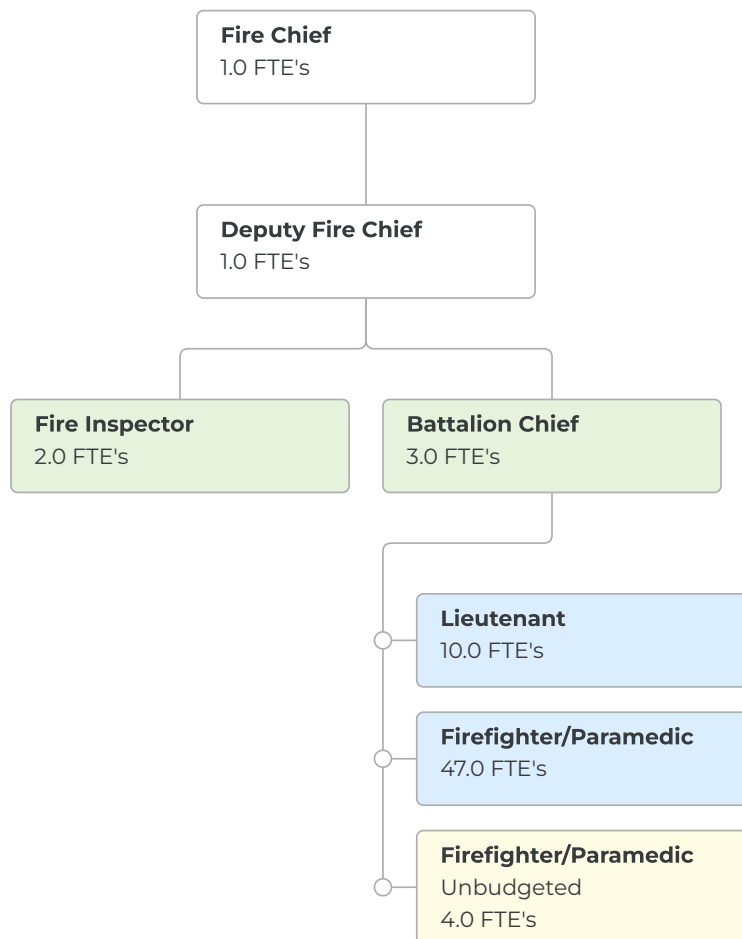 Fire Chief
1.0 FTE's
Deputy Fire Chief
1.0 FTE's
Fire Inspector
2.0 FTE's
Battalion Chief
3.0 FTE's
Lieutenant
10.0 FTE's
Firefighter/Paramedic
47.0 FTE's
Firefighter/Paramedic
Unbudgeted
4.0 FTE's